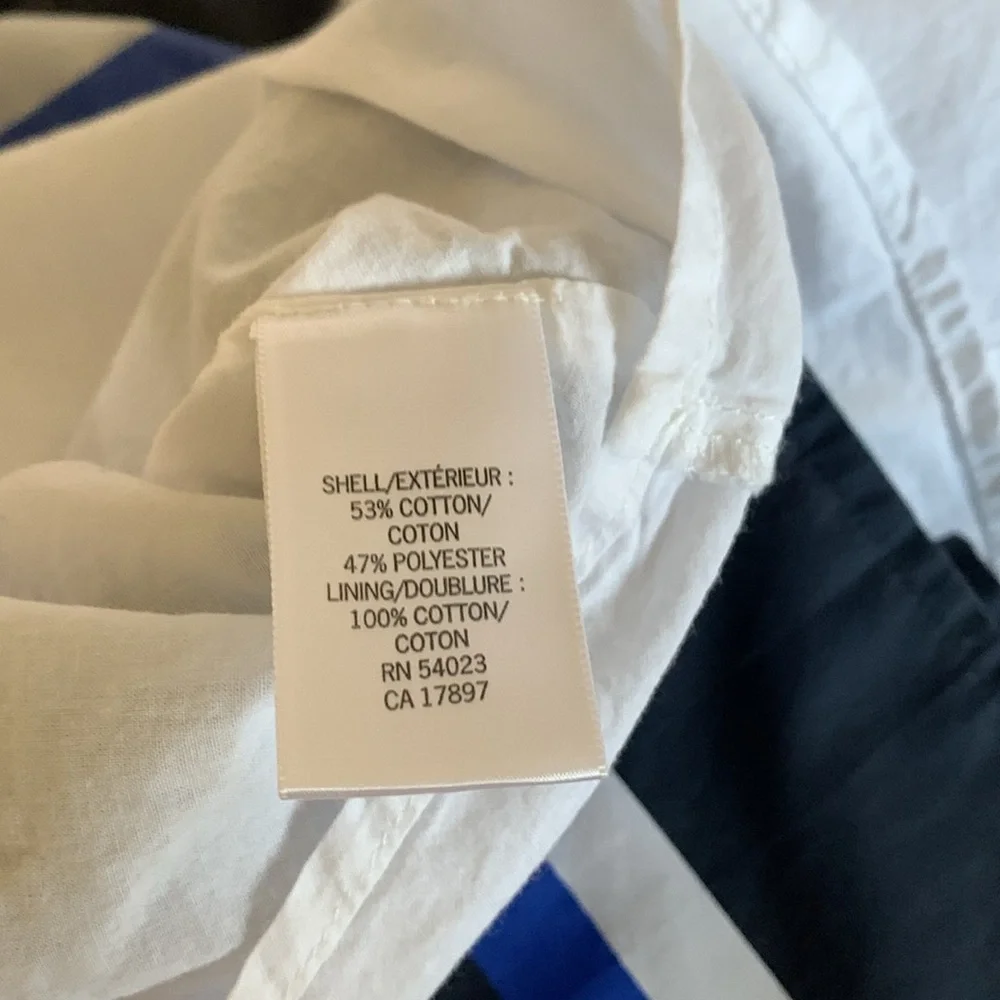 SHELL/EXTÉRIEUR :
53% COTTON/
COTON
47% POLYESTER
LINING/DOUBLURE :
100% COTTON/
COTON
RN 54023
CA 17897